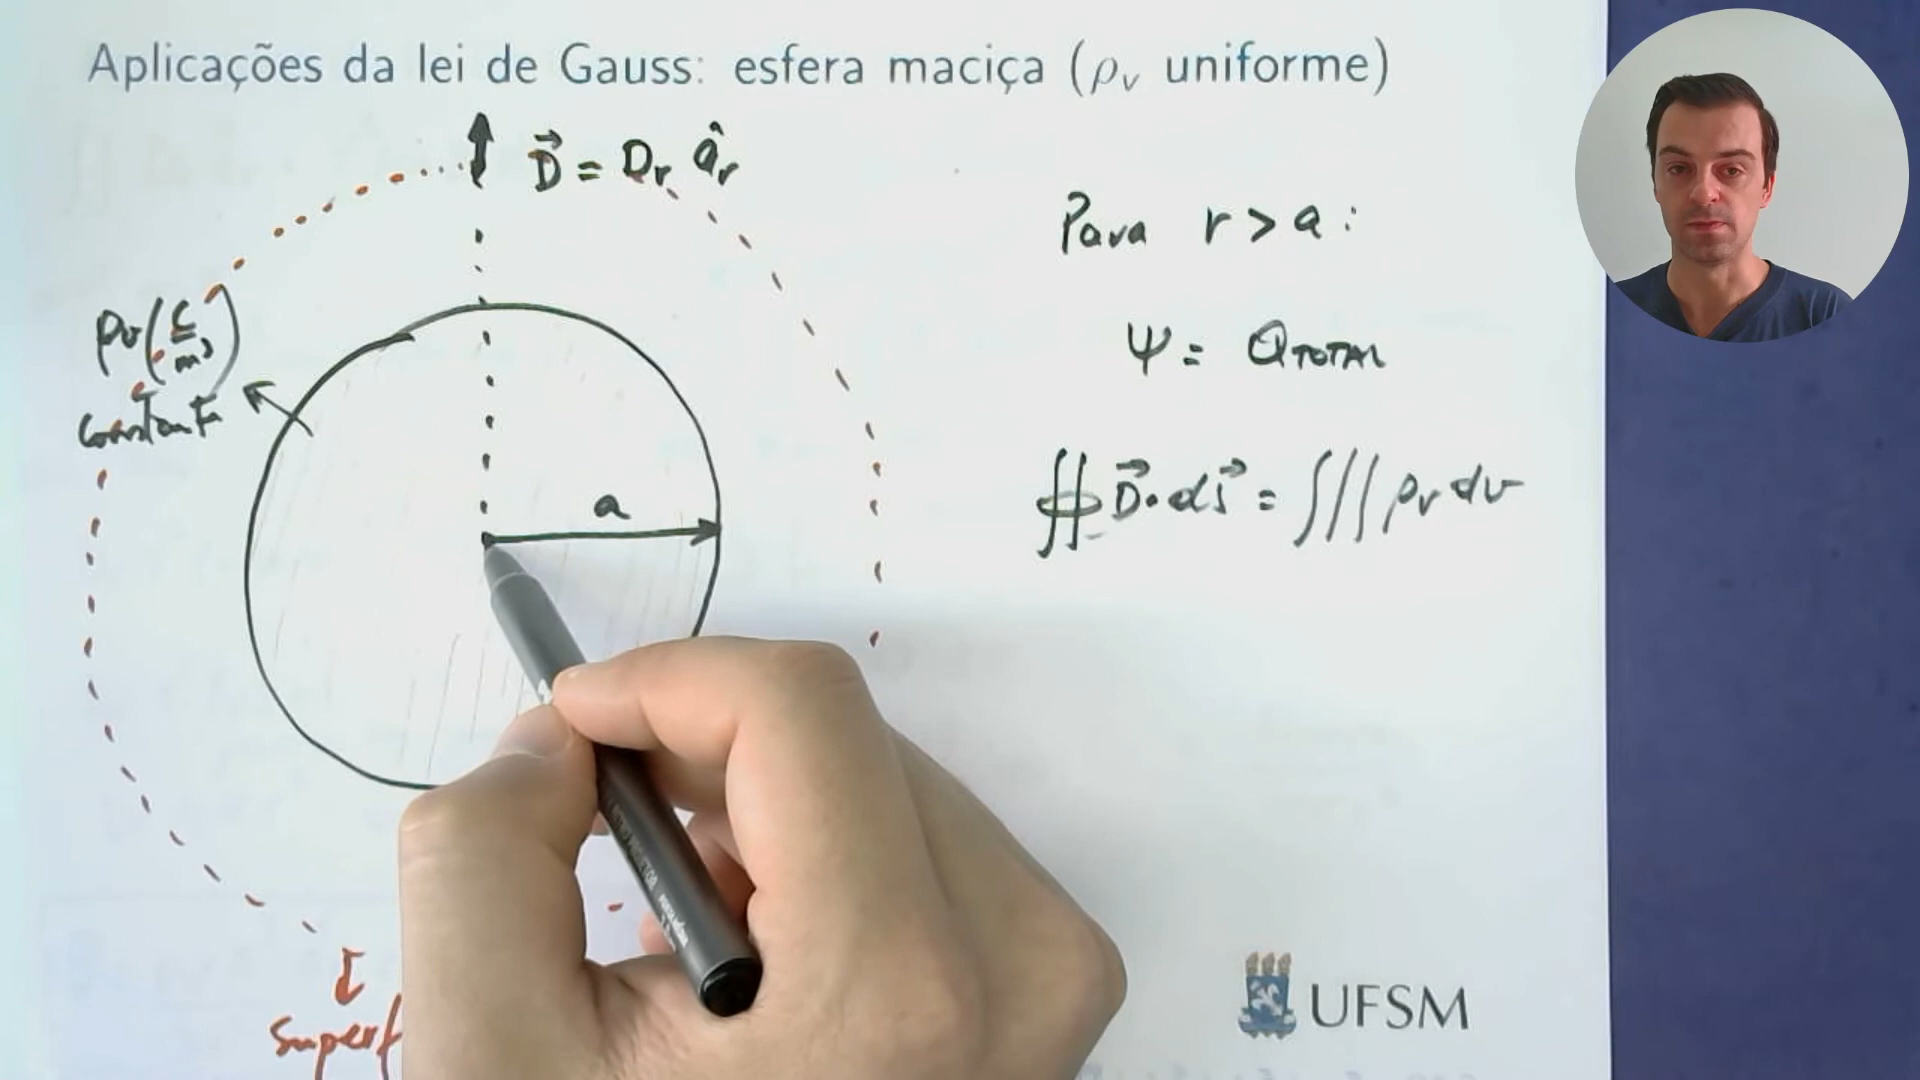 Aplicações da lei de Gauss: esfera maciça (ρv uniforme)
D⃗ = Dr âr
Para r > a :
ρv (C/m³)
constante
Ψ = QTOTAL
∯ D⃗ · dS⃗ = ∫∫∫ ρv dv
a
UFSM